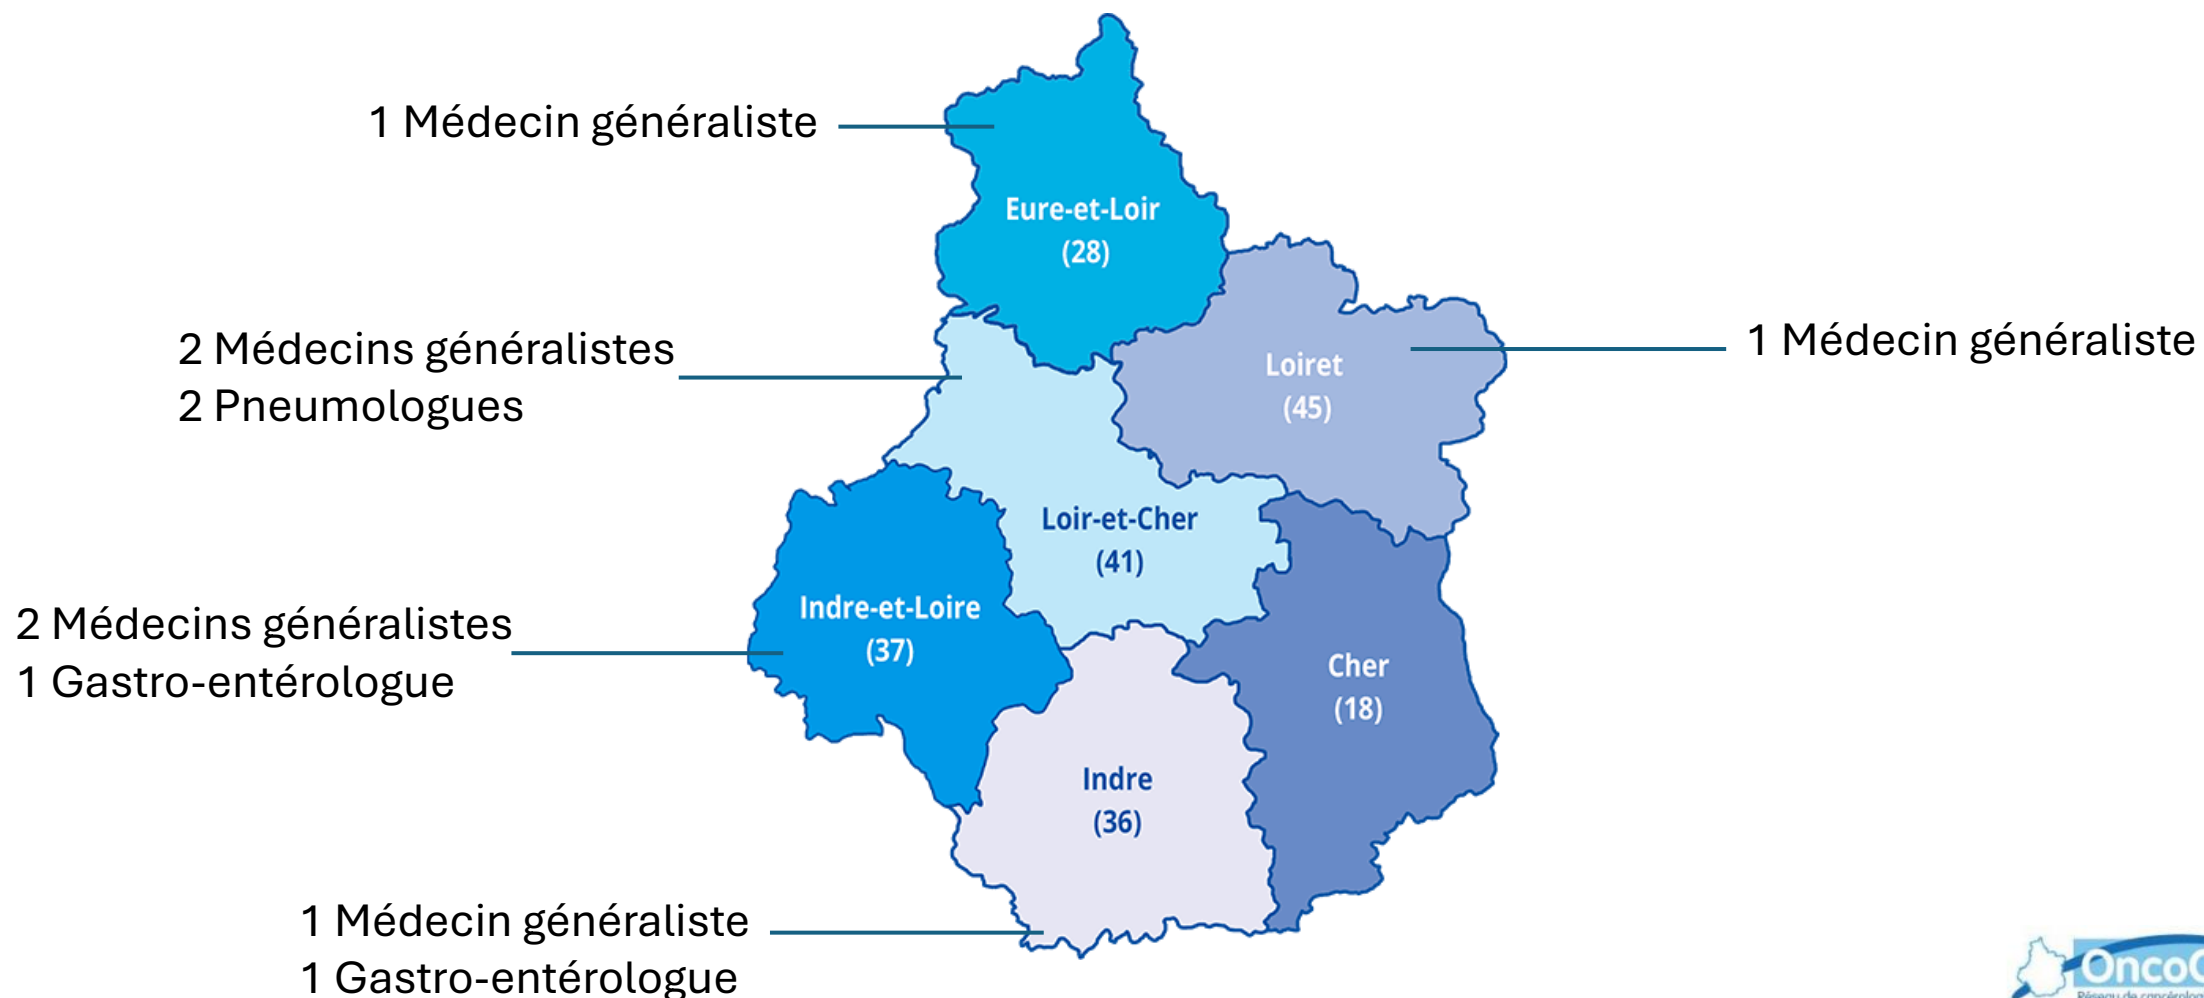 1 Médecin généraliste
Eure-et-Loir
(28)
2 Médecins généralistes
2 Pneumologues
1 Médecin généraliste
Loiret
(45)
Loir-et-Cher
(41)
2 Médecins généralistes
1 Gastro-entérologue
Indre-et-Loire
(37)
Cher
(18)
Indre
(36)
1 Médecin généraliste
1 Gastro-entérologue
Réseau de